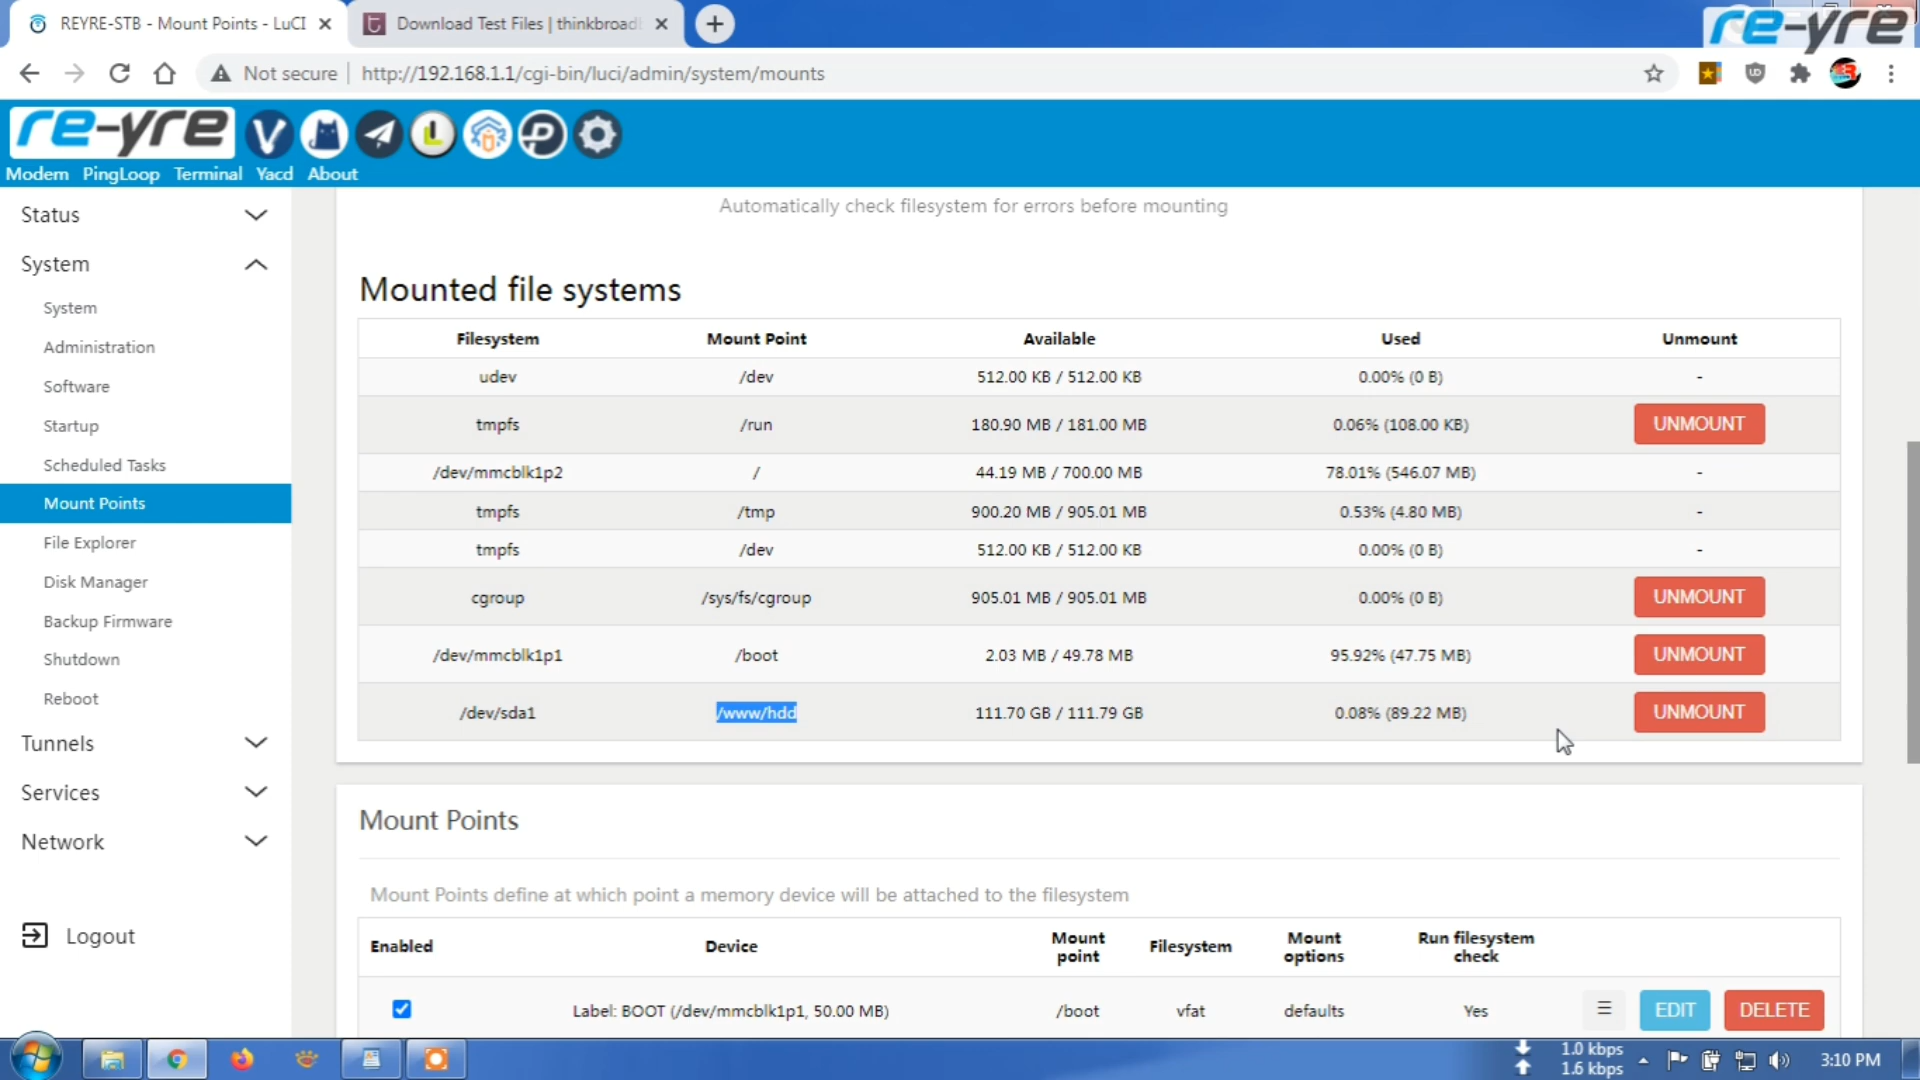 REYRE-STB - Mount Points - LuCI
Download Test Files | thinkbroad
re-yre
Not secure
http://192.168.1.1/cgi-bin/luci/admin/system/mounts
re-yre
Modem PingLoop Terminal Yacd About
Status
System
System
Administration
Software
Startup
Scheduled Tasks
Mount Points
File Explorer
Disk Manager
Backup Firmware
Shutdown
Reboot
Tunnels
Services
Network
Logout
Automatically check filesystem for errors before mounting
Mounted file systems
Filesystem Mount Point Available Used Unmount
udev /dev 512.00 KB / 512.00 KB 0.00% (0 B) -
tmpfs /run 180.90 MB / 181.00 MB 0.06% (108.00 KB) UNMOUNT
/dev/mmcblk1p2 / 44.19 MB / 700.00 MB 78.01% (546.07 MB) -
tmpfs /tmp 900.20 MB / 905.01 MB 0.53% (4.80 MB) -
tmpfs /dev 512.00 KB / 512.00 KB 0.00% (0 B) -
cgroup /sys/fs/cgroup 905.01 MB / 905.01 MB 0.00% (0 B) UNMOUNT
/dev/mmcblk1p1 /boot 2.03 MB / 49.78 MB 95.92% (47.75 MB) UNMOUNT
/dev/sda1 /www/hdd 111.70 GB / 111.79 GB 0.08% (89.22 MB) UNMOUNT
Mount Points
Mount Points define at which point a memory device will be attached to the filesystem
Enabled Device Mount point Filesystem Mount options Run filesystem check
Label: BOOT (/dev/mmcblk1p1, 50.00 MB) /boot vfat defaults Yes EDIT DELETE
1.0 kbps
1.6 kbps
3:10 PM